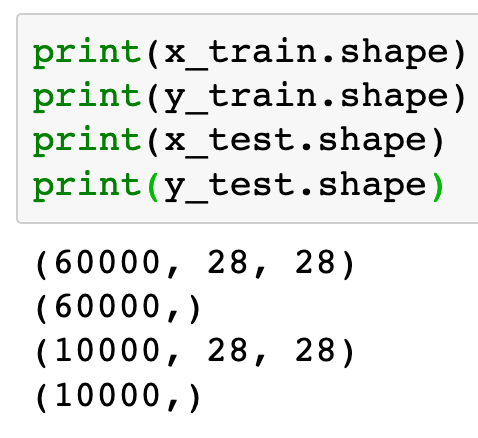 print(x_train.shape)
print(y_train.shape)
print(x_test.shape)
print(y_test.shape)
(60000, 28, 28)
(60000,)
(10000, 28, 28)
(10000,)